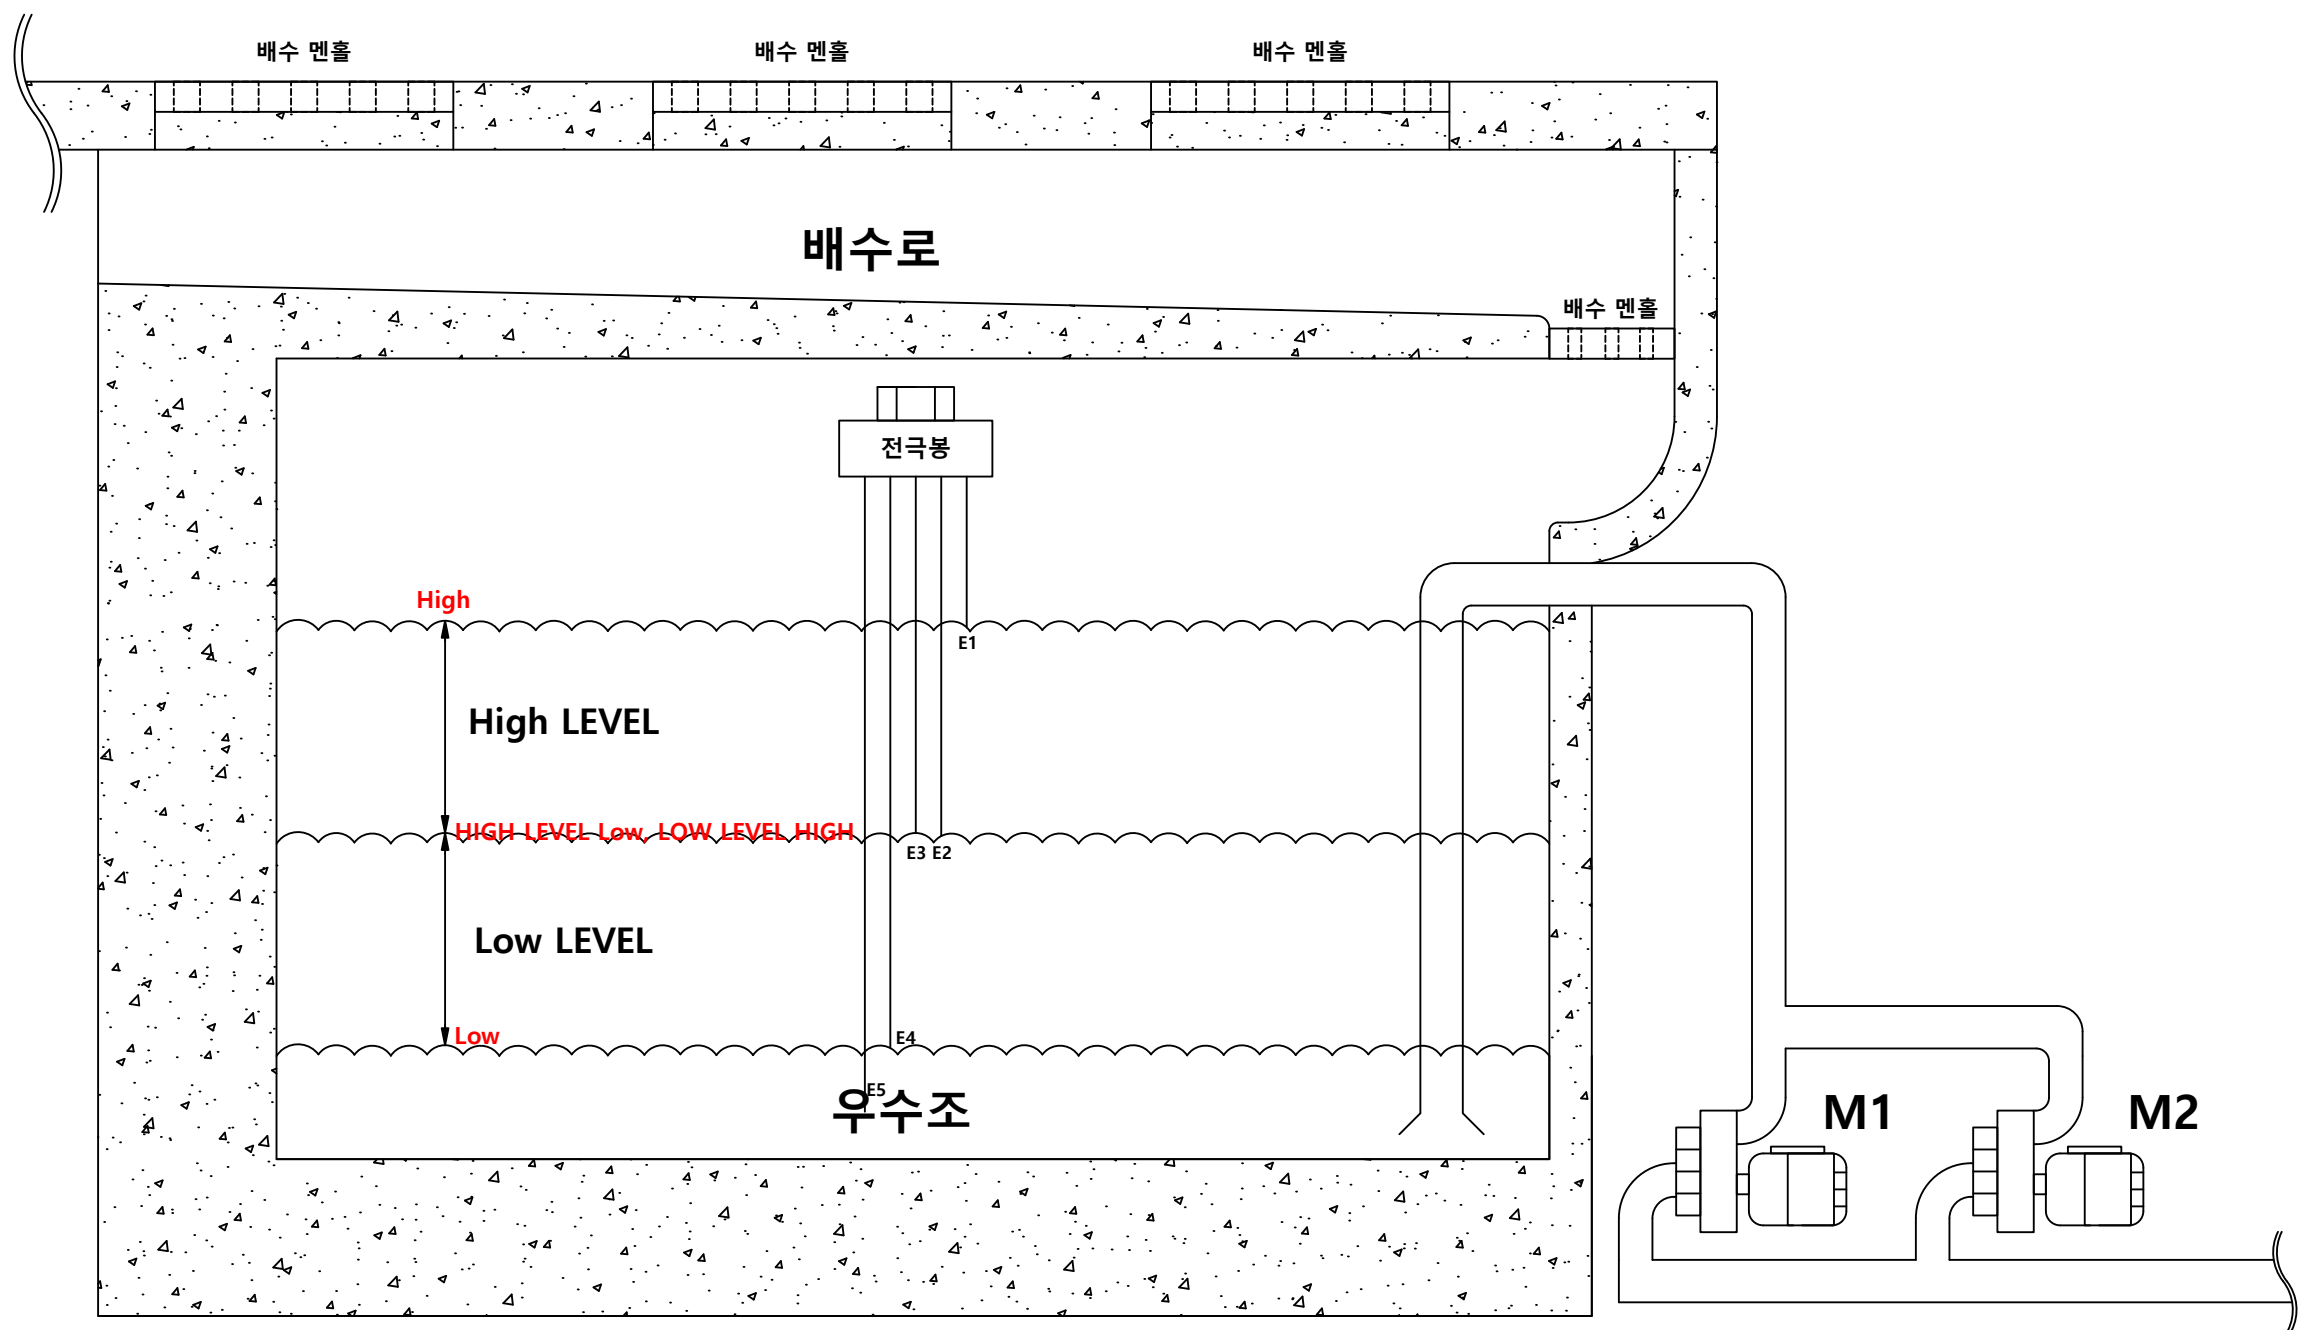 배수 멘홀
배수 멘홀
배수 멘홀
배수로
배수 멘홀
전극봉
High
E1
High LEVEL
HIGH LEVEL Low, LOW LEVEL HIGH
E3
E2
Low LEVEL
Low
E4
E5
우수조
M1
M2